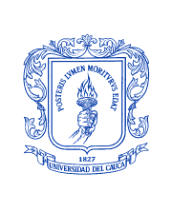 POSTERIS LVMEN MORITVRVS EDAT
1827
UNIVERSIDAD DEL CAUCA